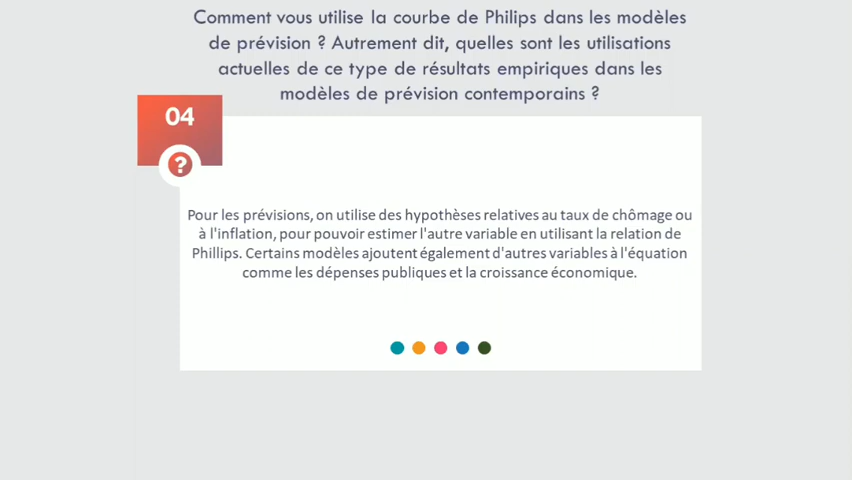 Comment vous utilise la courbe de Philips dans les modèles
de prévision ? Autrement dit, quelles sont les utilisations
actuelles de ce type de résultats empiriques dans les
modèles de prévision contemporains ?
04
?
Pour les prévisions, on utilise des hypothèses relatives au taux de chômage ou
à l'inflation, pour pouvoir estimer l'autre variable en utilisant la relation de
Phillips. Certains modèles ajoutent également d'autres variables à l'équation
comme les dépenses publiques et la croissance économique.